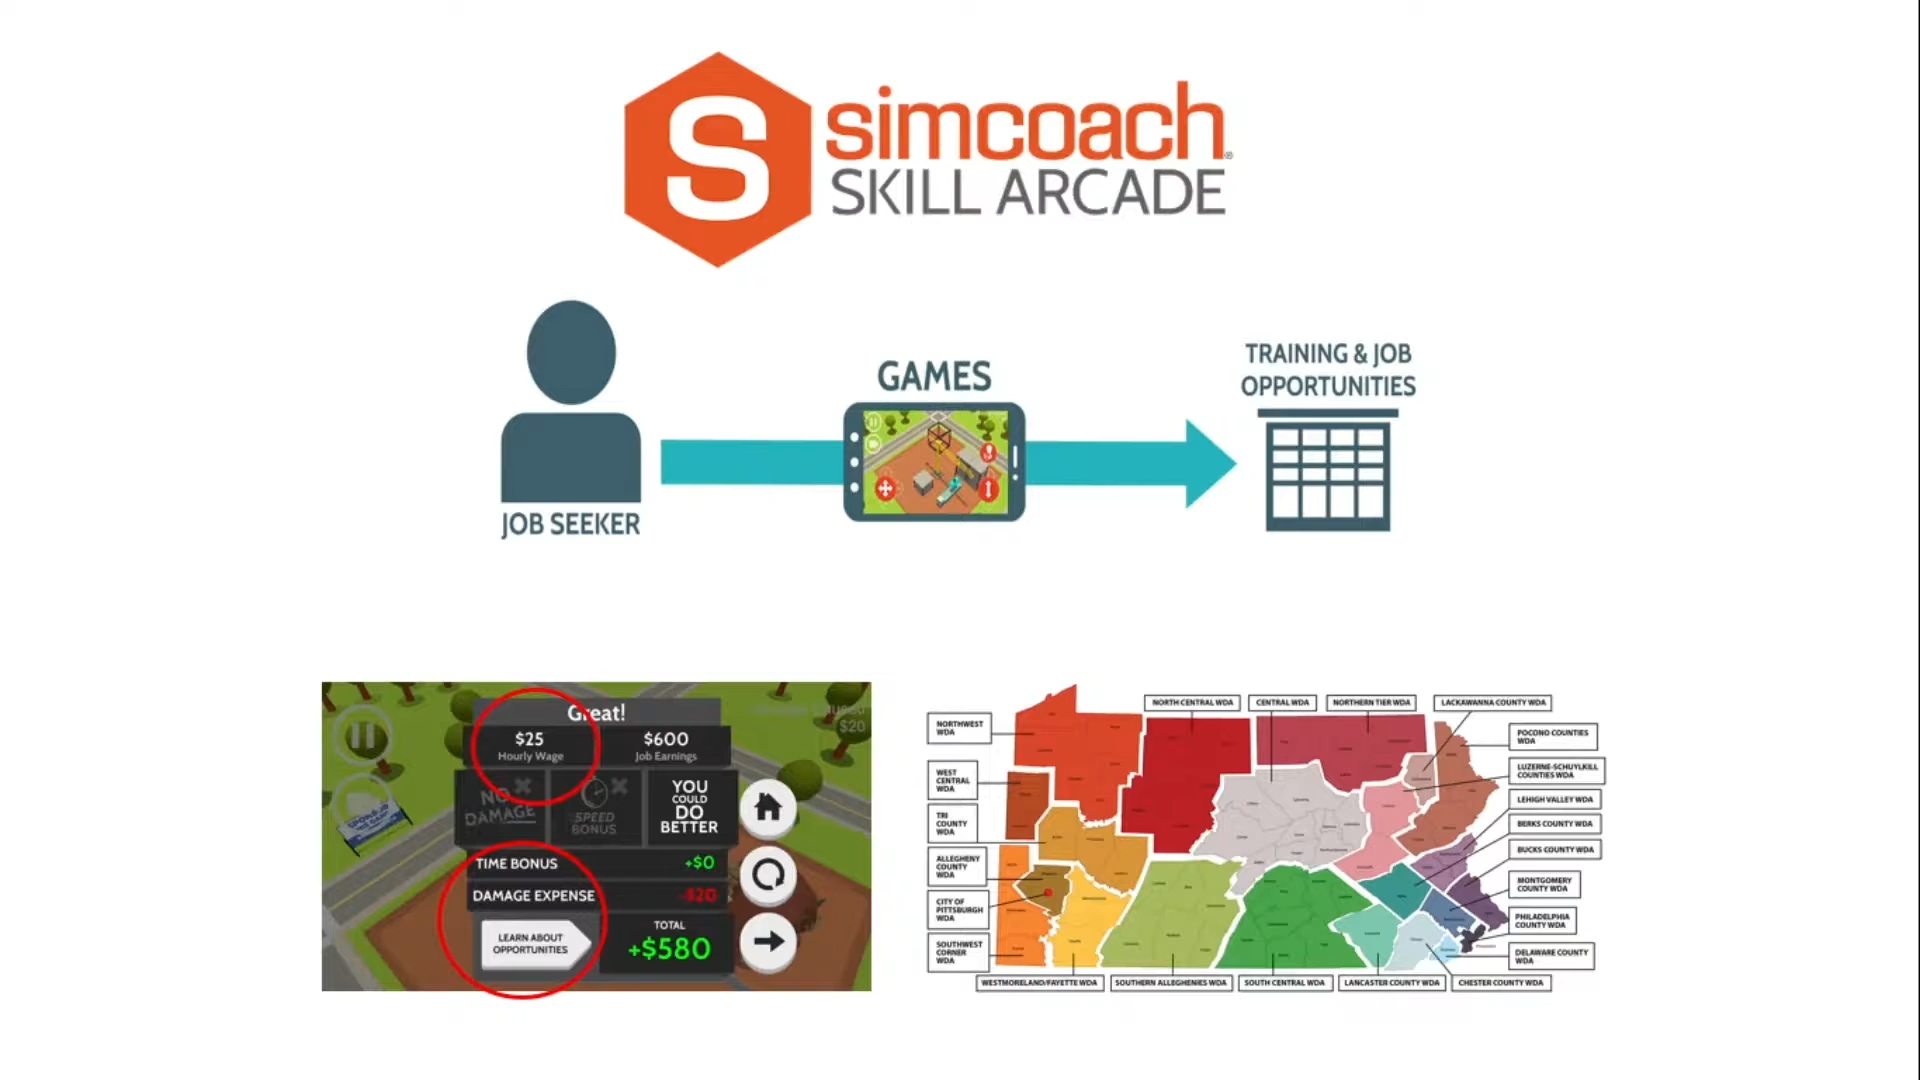 S simcoach®
SKILL ARCADE
JOB SEEKER
GAMES
TRAINING & JOB
OPPORTUNITIES
Great!
$25
Hourly Wage
$600
Job Earnings
$20
NO
DAMAGE
SPEED
BONUS
YOU
COULD
DO
BETTER
TIME BONUS +$0
DAMAGE EXPENSE -$20
LEARN ABOUT
OPPORTUNITIES
TOTAL
+$580
NORTH CENTRAL WDA
CENTRAL WDA
NORTHERN TIER WDA
LACKAWANNA COUNTY WDA
NORTHWEST
WDA
WEST
CENTRAL
WDA
TRI
COUNTY
WDA
ALLEGHENY
COUNTY
WDA
CITY OF
PITTSBURGH
WDA
SOUTHWEST
CORNER
WDA
POCONO COUNTIES
WDA
LUZERNE-SCHUYLKILL
COUNTIES WDA
LEHIGH VALLEY WDA
BERKS COUNTY WDA
BUCKS COUNTY WDA
MONTGOMERY
COUNTY WDA
PHILADELPHIA
COUNTY WDA
DELAWARE COUNTY
WDA
WESTMORELAND/FAYETTE WDA
SOUTHERN ALLEGHENIES WDA
SOUTH CENTRAL WDA
LANCASTER COUNTY WDA
CHESTER COUNTY WDA